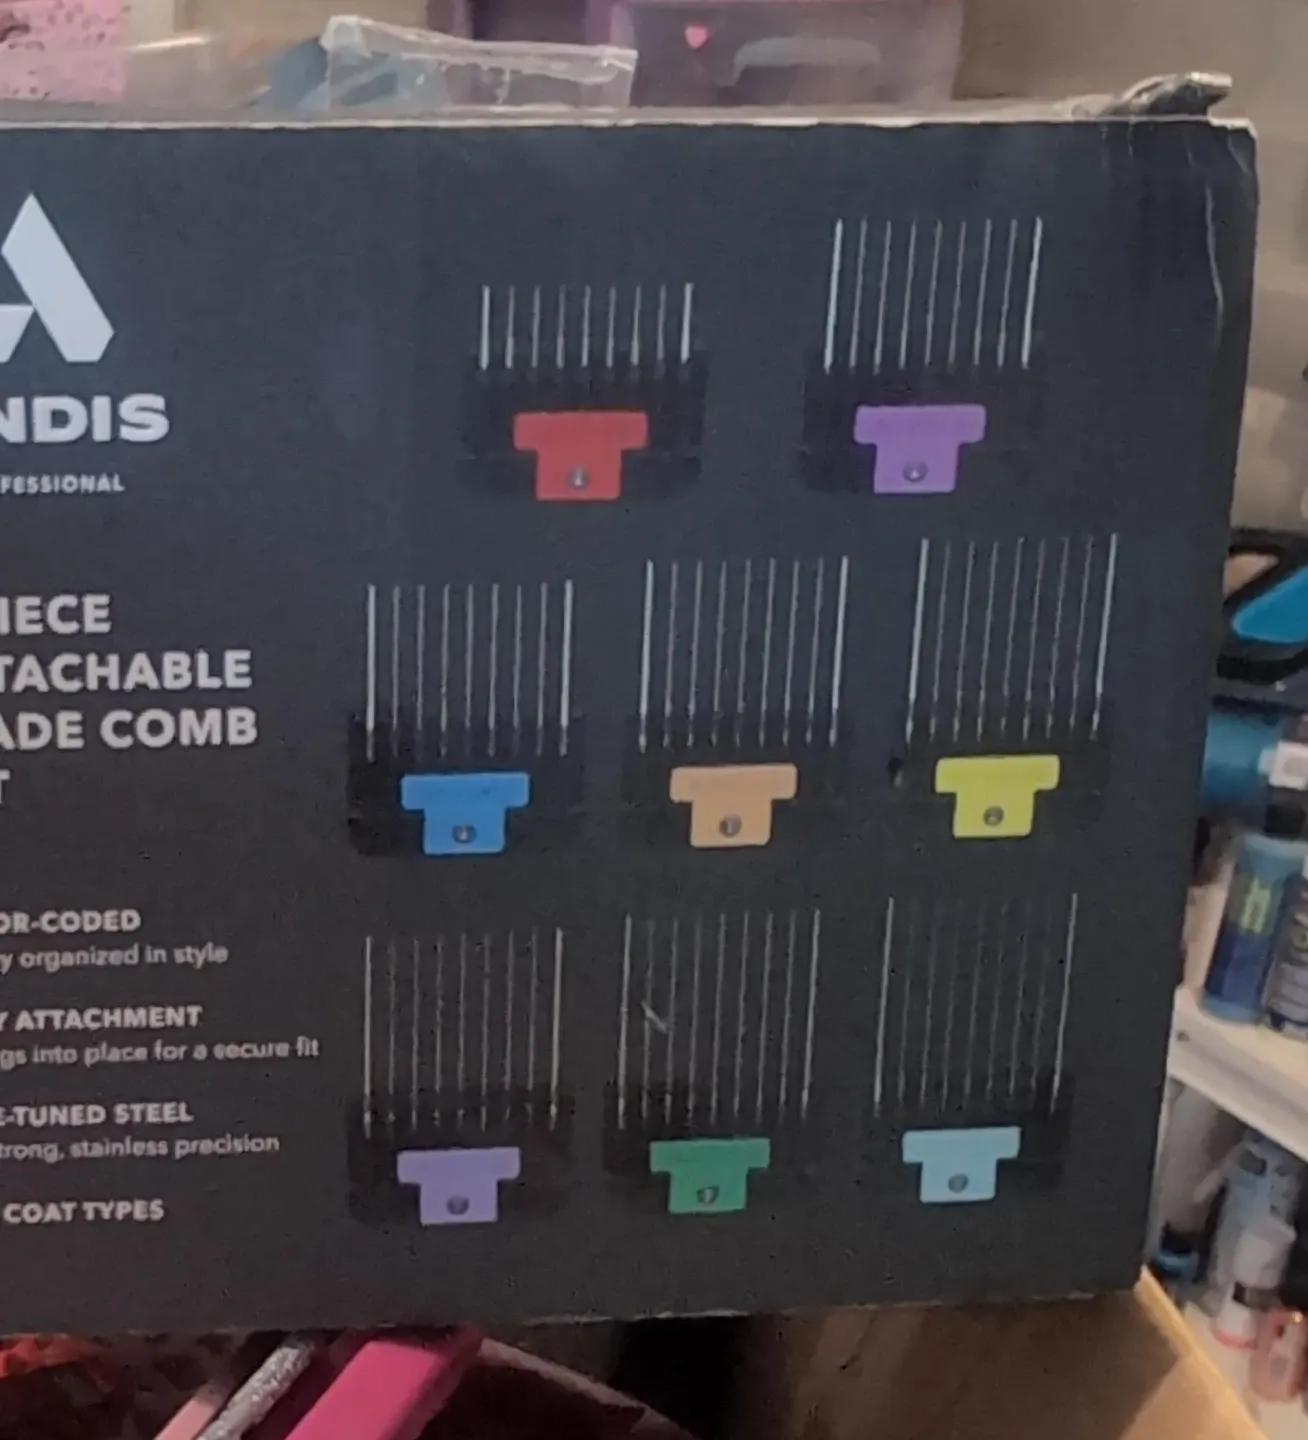 NDIS
FESSIONAL
IECE
TACHABLE
ADE COMB
T
OR-CODED
y organized in style
Y ATTACHMENT
gs into place for a secure fit
E-TUNED STEEL
trong, stainless precision
COAT TYPES